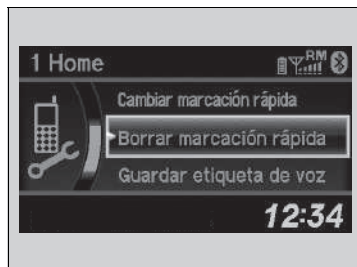 1 Home
RM
Cambiar marcación rápida
Borrar marcación rápida
Guardar etiqueta de voz
12:34